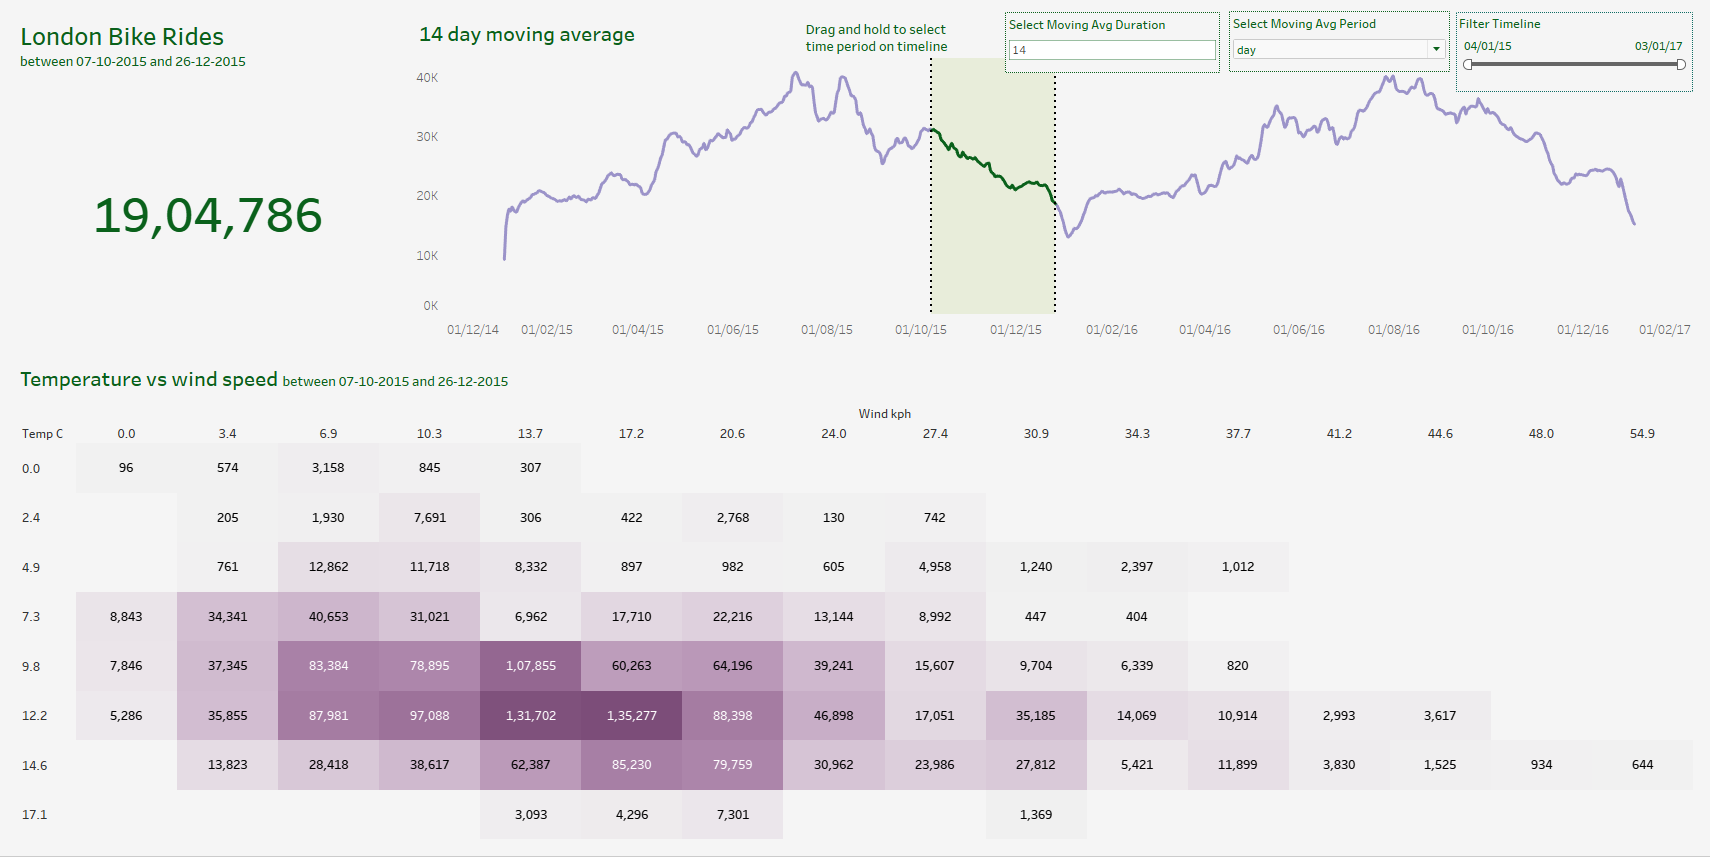 London Bike Rides
between 07-10-2015 and 26-12-2015
19,04,786
14 day moving average
Drag and hold to select
time period on timeline
Select Moving Avg Duration
14
Select Moving Avg Period
day
Filter Timeline
04/01/15 03/01/17
40K
30K
20K
10K
0K
01/12/14 01/02/15 01/04/15 01/06/15 01/08/15 01/10/15 01/12/15 01/02/16 01/04/16 01/06/16 01/08/16 01/10/16 01/12/16 01/02/17
Temperature vs wind speed between 07-10-2015 and 26-12-2015
Wind kph
Temp C 0.0 3.4 6.9 10.3 13.7 17.2 20.6 24.0 27.4 30.9 34.3 37.7 41.2 44.6 48.0 54.9
0.0 96 574 3,158 845 307
2.4 205 1,930 7,691 306 422 2,768 130 742
4.9 761 12,862 11,718 8,332 897 982 605 4,958 1,240 2,397 1,012
7.3 8,843 34,341 40,653 31,021 6,962 17,710 22,216 13,144 8,992 447 404
9.8 7,846 37,345 83,384 78,895 1,07,855 60,263 64,196 39,241 15,607 9,704 6,339 820
12.2 5,286 35,855 87,981 97,088 1,31,702 1,35,277 88,398 46,898 17,051 35,185 14,069 10,914 2,993 3,617
14.6 13,823 28,418 38,617 62,387 85,230 79,759 30,962 23,986 27,812 5,421 11,899 3,830 1,525 934 644
17.1 3,093 4,296 7,301 1,369